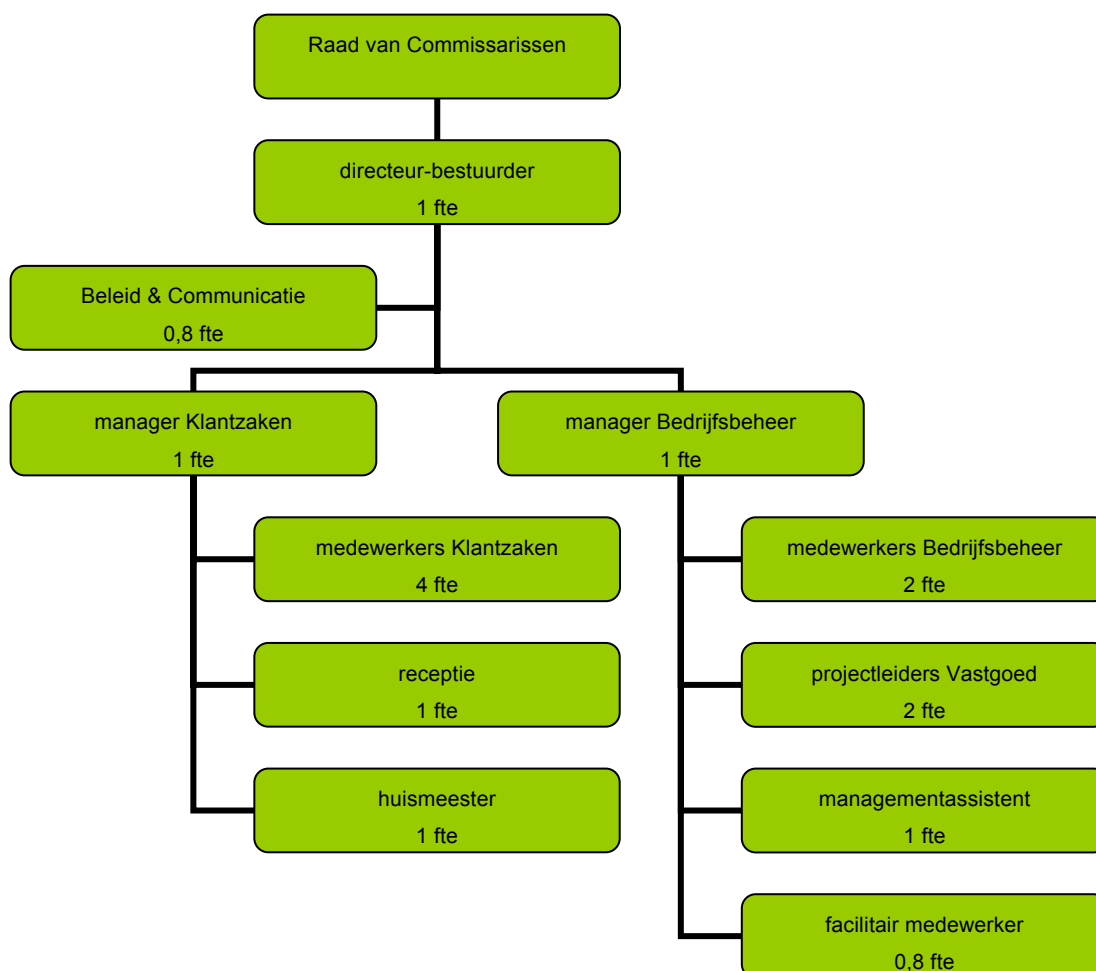 Raad van Commissarissen
directeur-bestuurder
1 fte
Beleid & Communicatie
0,8 fte
manager Klantzaken
1 fte
manager Bedrijfsbeheer
1 fte
medewerkers Klantzaken
4 fte
receptie
1 fte
huismeester
1 fte
medewerkers Bedrijfsbeheer
2 fte
projectleiders Vastgoed
2 fte
managementassistent
1 fte
facilitair medewerker
0,8 fte